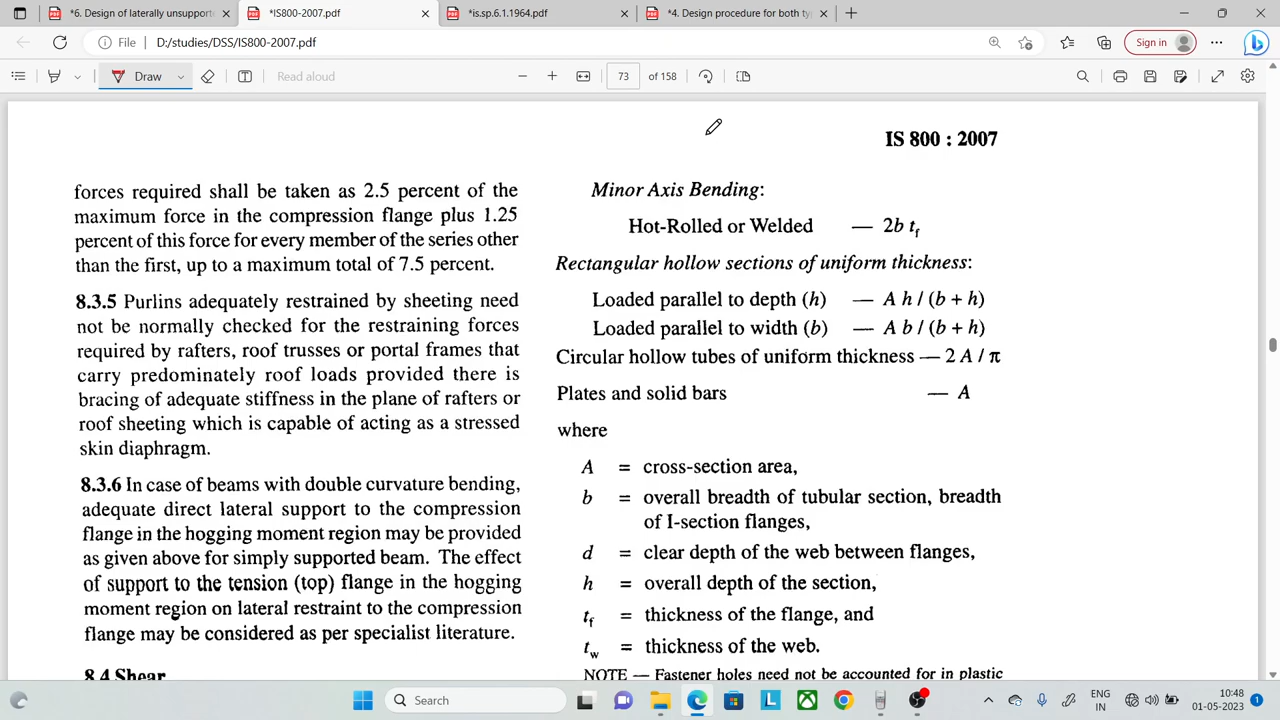 *6. Design of laterally unsupport
*IS800-2007.pdf
*is.sp.6.1.1964.pdf
*4. Design procedure for both typ
File
D:/studies/DSS/IS800-2007.pdf
Sign in
Draw
Read aloud
73
of 158
IS 800 : 2007
forces required shall be taken as 2.5 percent of the
maximum force in the compression flange plus 1.25
percent of this force for every member of the series other
than the first, up to a maximum total of 7.5 percent.
8.3.5 Purlins adequately restrained by sheeting need
not be normally checked for the restraining forces
required by rafters, roof trusses or portal frames that
carry predominately roof loads provided there is
bracing of adequate stiffness in the plane of rafters or
roof sheeting which is capable of acting as a stressed
skin diaphragm.
8.3.6 In case of beams with double curvature bending,
adequate direct lateral support to the compression
flange in the hogging moment region may be provided
as given above for simply supported beam. The effect
of support to the tension (top) flange in the hogging
moment region on lateral restraint to the compression
flange may be considered as per specialist literature.
8.4 Shear
Minor Axis Bending:
Hot-Rolled or Welded — 2b tf
Rectangular hollow sections of uniform thickness:
Loaded parallel to depth (h) — A h / (b + h)
Loaded parallel to width (b) — A b / (b + h)
Circular hollow tubes of uniform thickness — 2 A / π
Plates and solid bars — A
where
A = cross-section area,
b = overall breadth of tubular section, breadth
of I-section flanges,
d = clear depth of the web between flanges,
h = overall depth of the section,
tf = thickness of the flange, and
tw = thickness of the web.
NOTE — Fastener holes need not be accounted for in plastic
Search
ENG
IN
10:48
01-05-2023
1